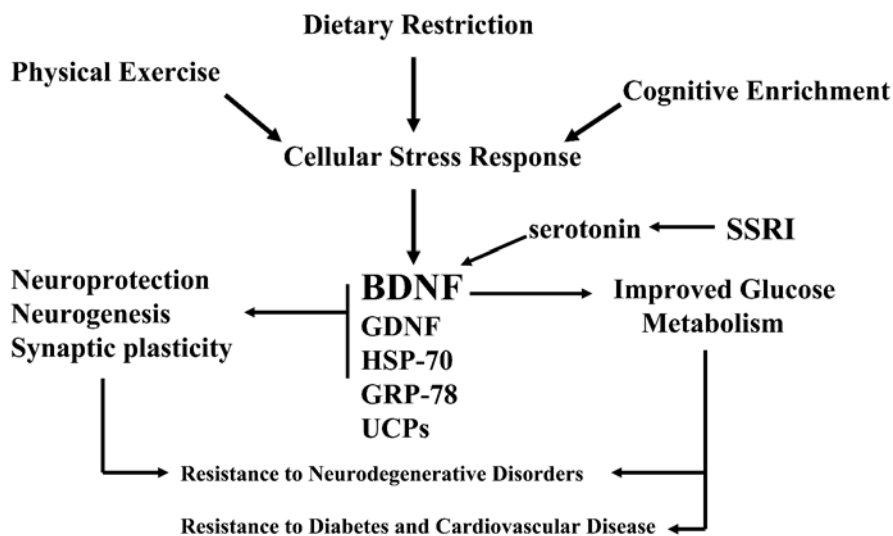 Dietary Restriction
Physical Exercise
Cognitive Enrichment
Cellular Stress Response
serotonin
SSRI
Neuroprotection
Neurogenesis
Synaptic plasticity
BDNF
GDNF
HSP-70
GRP-78
UCPs
Improved Glucose
Metabolism
Resistance to Neurodegenerative Disorders
Resistance to Diabetes and Cardiovascular Disease